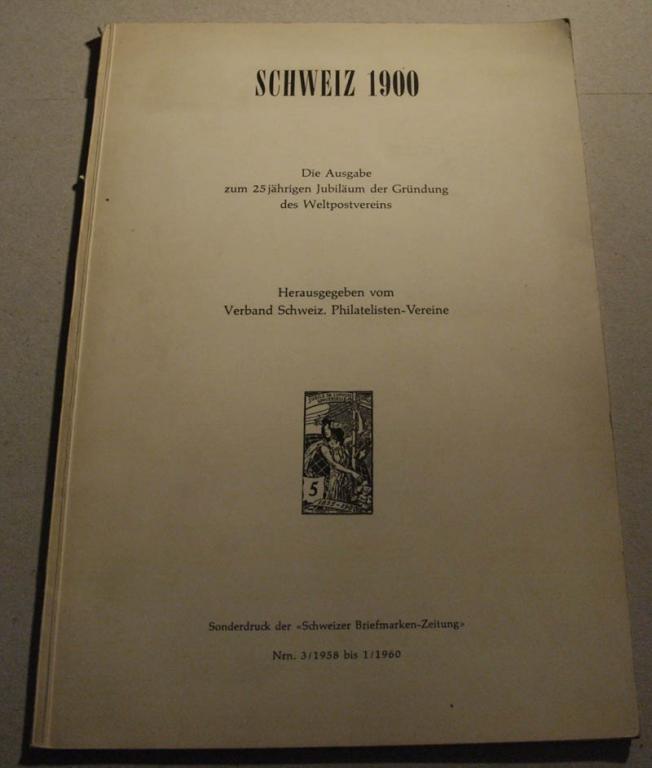 SCHWEIZ 1900
Die Ausgabe
zum 25jährigen Jubiläum der Gründung
des Weltpostvereins
Herausgegeben vom
Verband Schweiz. Philatelisten-Vereine
5
Sonderdruck der «Schweizer Briefmarken-Zeitung»
Nrn. 3/1958 bis 1/1960